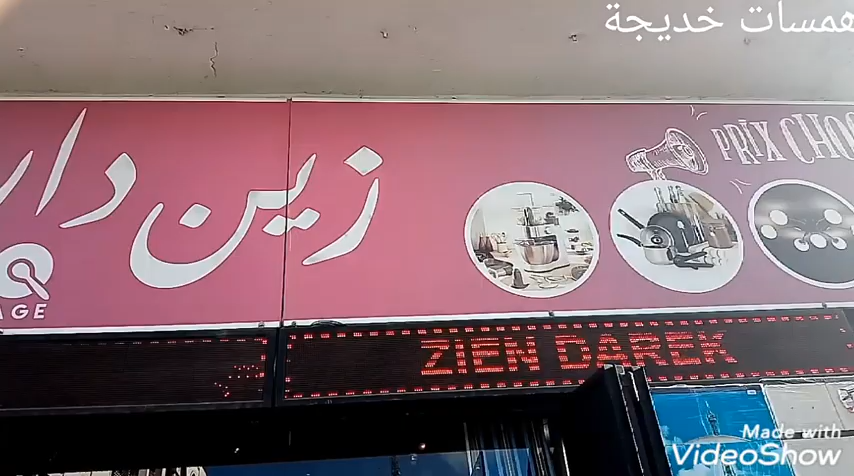 همسات خديجة
زين دار
PRIX CHOC
AGE
ZIEN DAREK
Made with
VideoShow